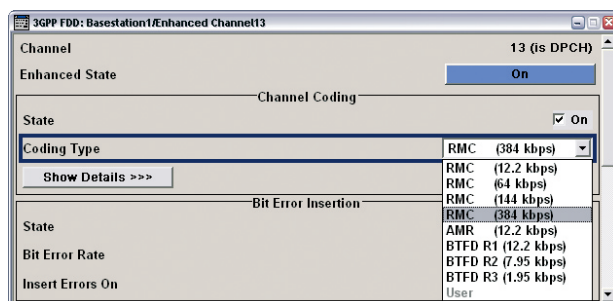 3GPP FDD: Basestation1/Enhanced Channel13
Channel 13 (is DPCH)
Enhanced State On
Channel Coding
State On
Coding Type RMC (384 kbps)
Show Details >>>
RMC (12.2 kbps)
RMC (64 kbps)
RMC (144 kbps)
RMC (384 kbps)
AMR (12.2 kbps)
BTFD R1 (12.2 kbps)
BTFD R2 (7.95 kbps)
BTFD R3 (1.95 kbps)
User
Bit Error Insertion
State
Bit Error Rate
Insert Errors On